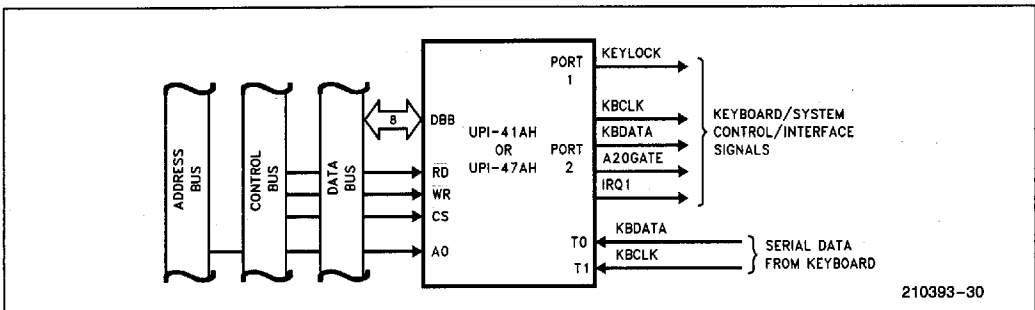 ADDRESS
BUS
CONTROL
BUS
DATA
BUS
8
DBB
RD
WR
CS
A0
UPI-41AH
OR
UPI-47AH
PORT
1
PORT
2
T0
T1
KEYLOCK
KBCLK
KBDATA
A20GATE
IRQ1
KBDATA
KBCLK
KEYBOARD/SYSTEM
CONTROL/INTERFACE
SIGNALS
SERIAL DATA
FROM KEYBOARD
210393-30